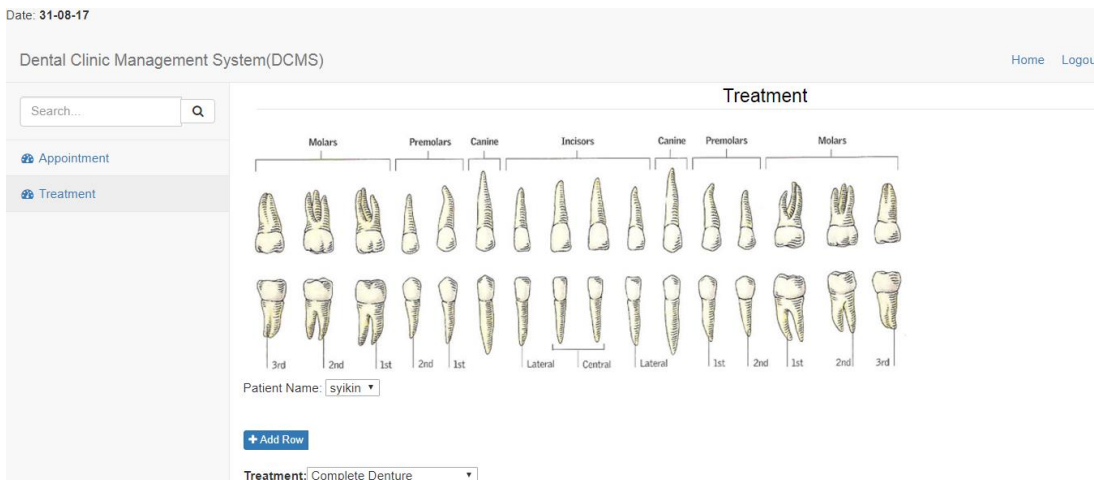 Date: 31-08-17
Dental Clinic Management System(DCMS)
Home Logou
Search...
Appointment
Treatment
Treatment
Molars Premolars Canine Incisors Canine Premolars Molars
3rd 2nd 1st 2nd 1st Lateral Central Lateral 1st 2nd 1st 2nd 3rd
Patient Name: syikin
+ Add Row
Treatment: Complete Denture